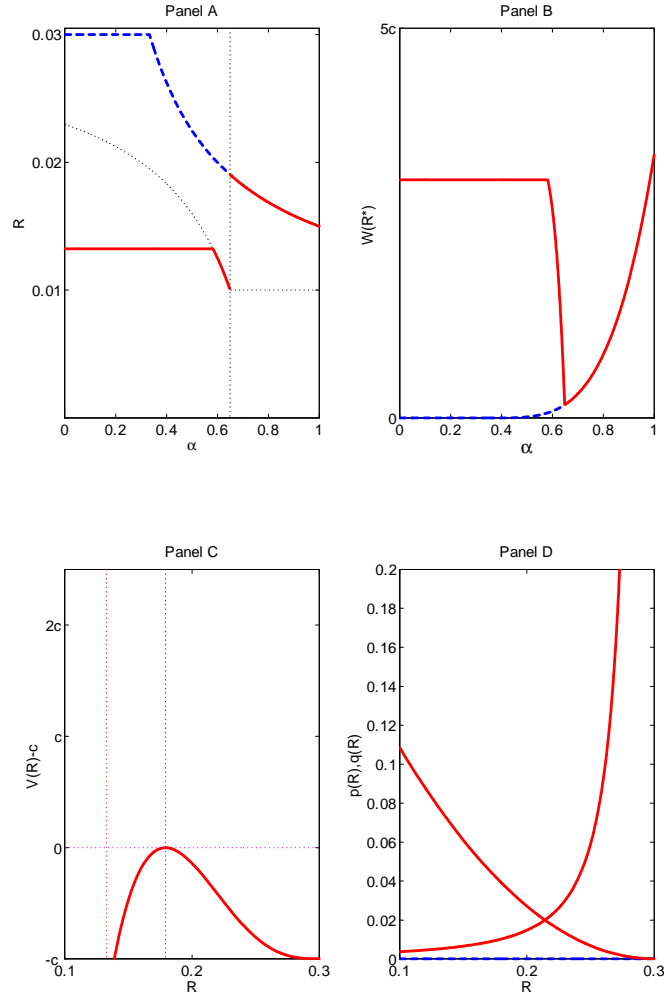 Panel A
Panel B
0.03
0.02
0.01
R
0 0.2 0.4 0.6 0.8 1
α
5c
0
W(R*)
0 0.2 0.4 0.6 0.8 1
α
Panel C
Panel D
2c
c
0
-c
V(R)-c
0.1 0.2 0.3
R
0.2
0.18
0.16
0.14
0.12
0.1
0.08
0.06
0.04
0.02
0
p(R),q(R)
0.1 0.2 0.3
R